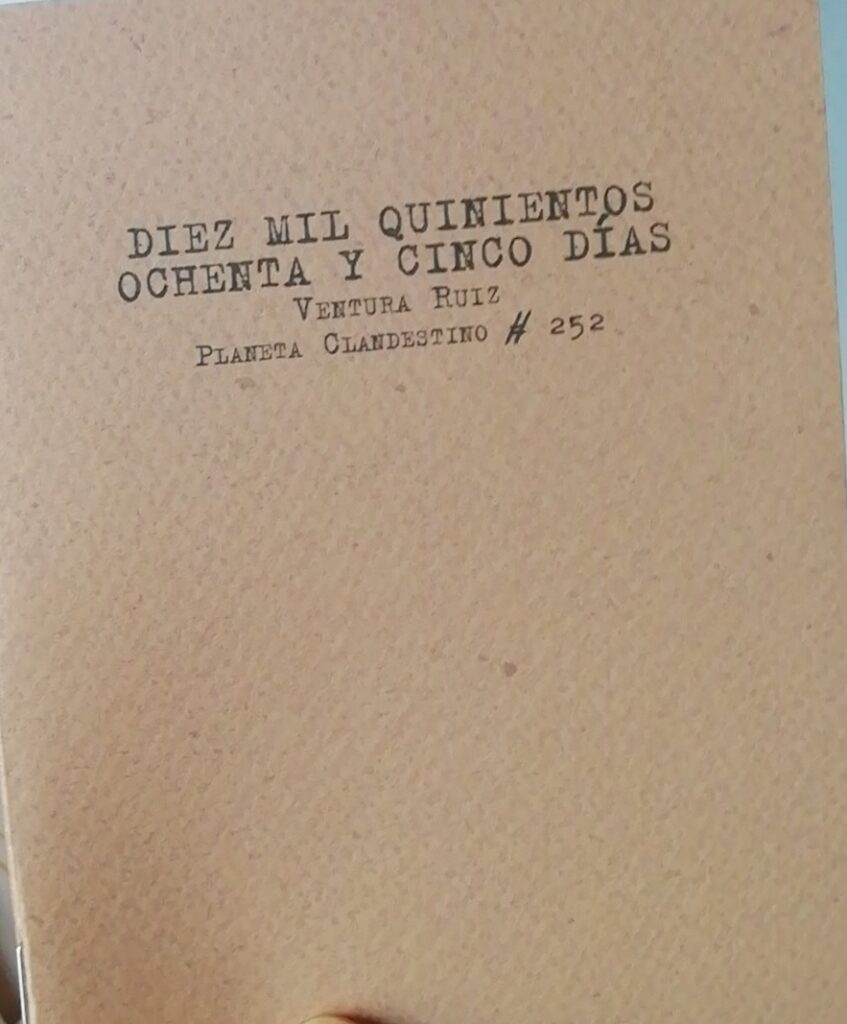 DIEZ MIL QUINIENTOS
OCHENTA Y CINCO DÍAS
VENTURA RUIZ
PLANETA CLANDESTINO # 252